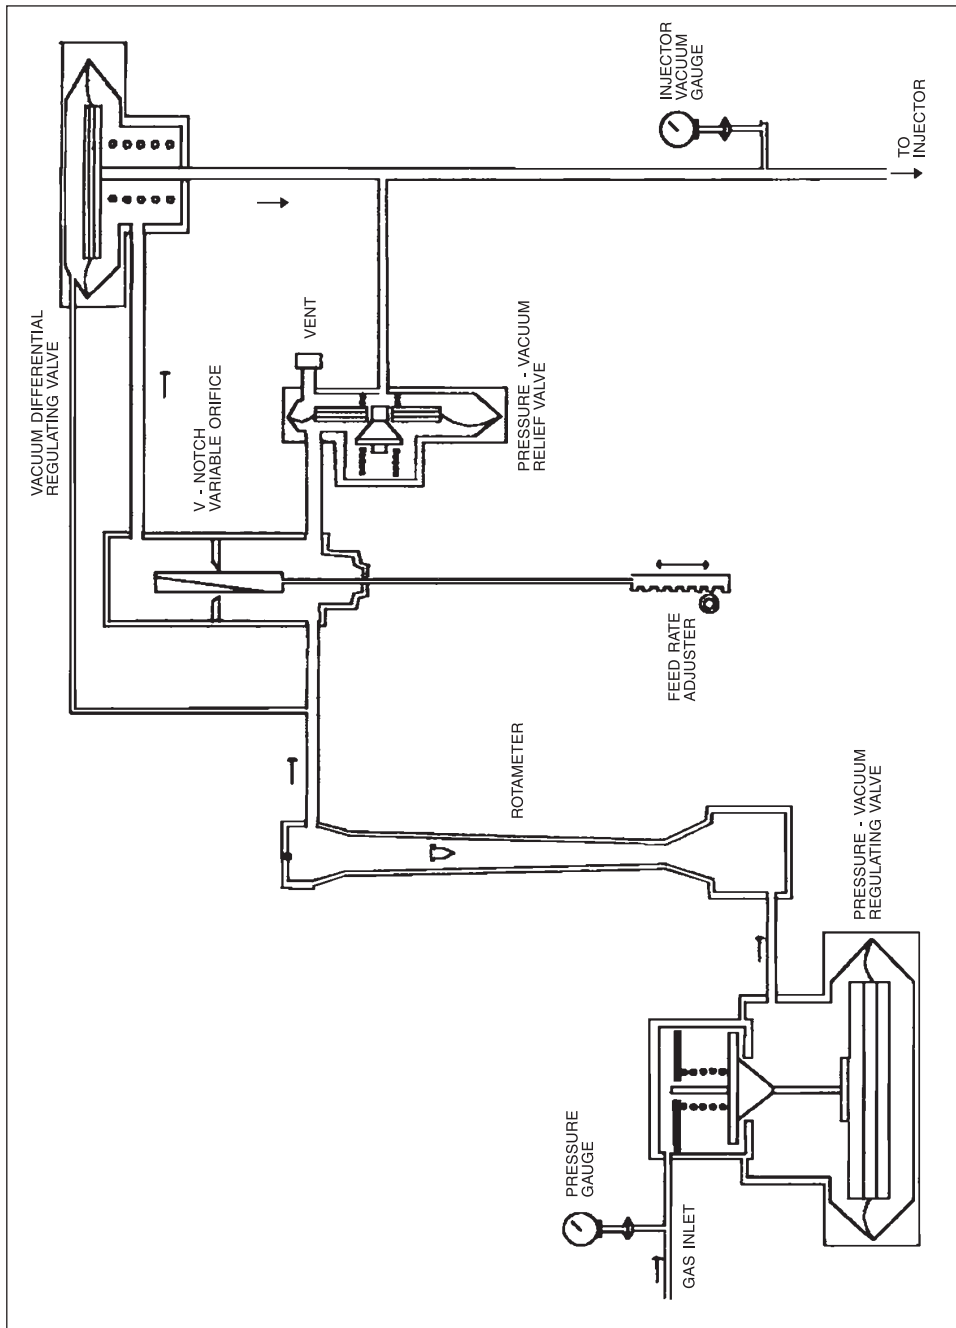 VACUUM DIFFERENTIAL
REGULATING VALVE
INJECTOR
VACUUM
GAUGE
TO
INJECTOR
V - NOTCH
VARIABLE ORIFICE
VENT
PRESSURE - VACUUM
RELIEF VALVE
FEED RATE
ADJUSTER
ROTAMETER
PRESSURE - VACUUM
REGULATING VALVE
PRESSURE
GAUGE
GAS INLET